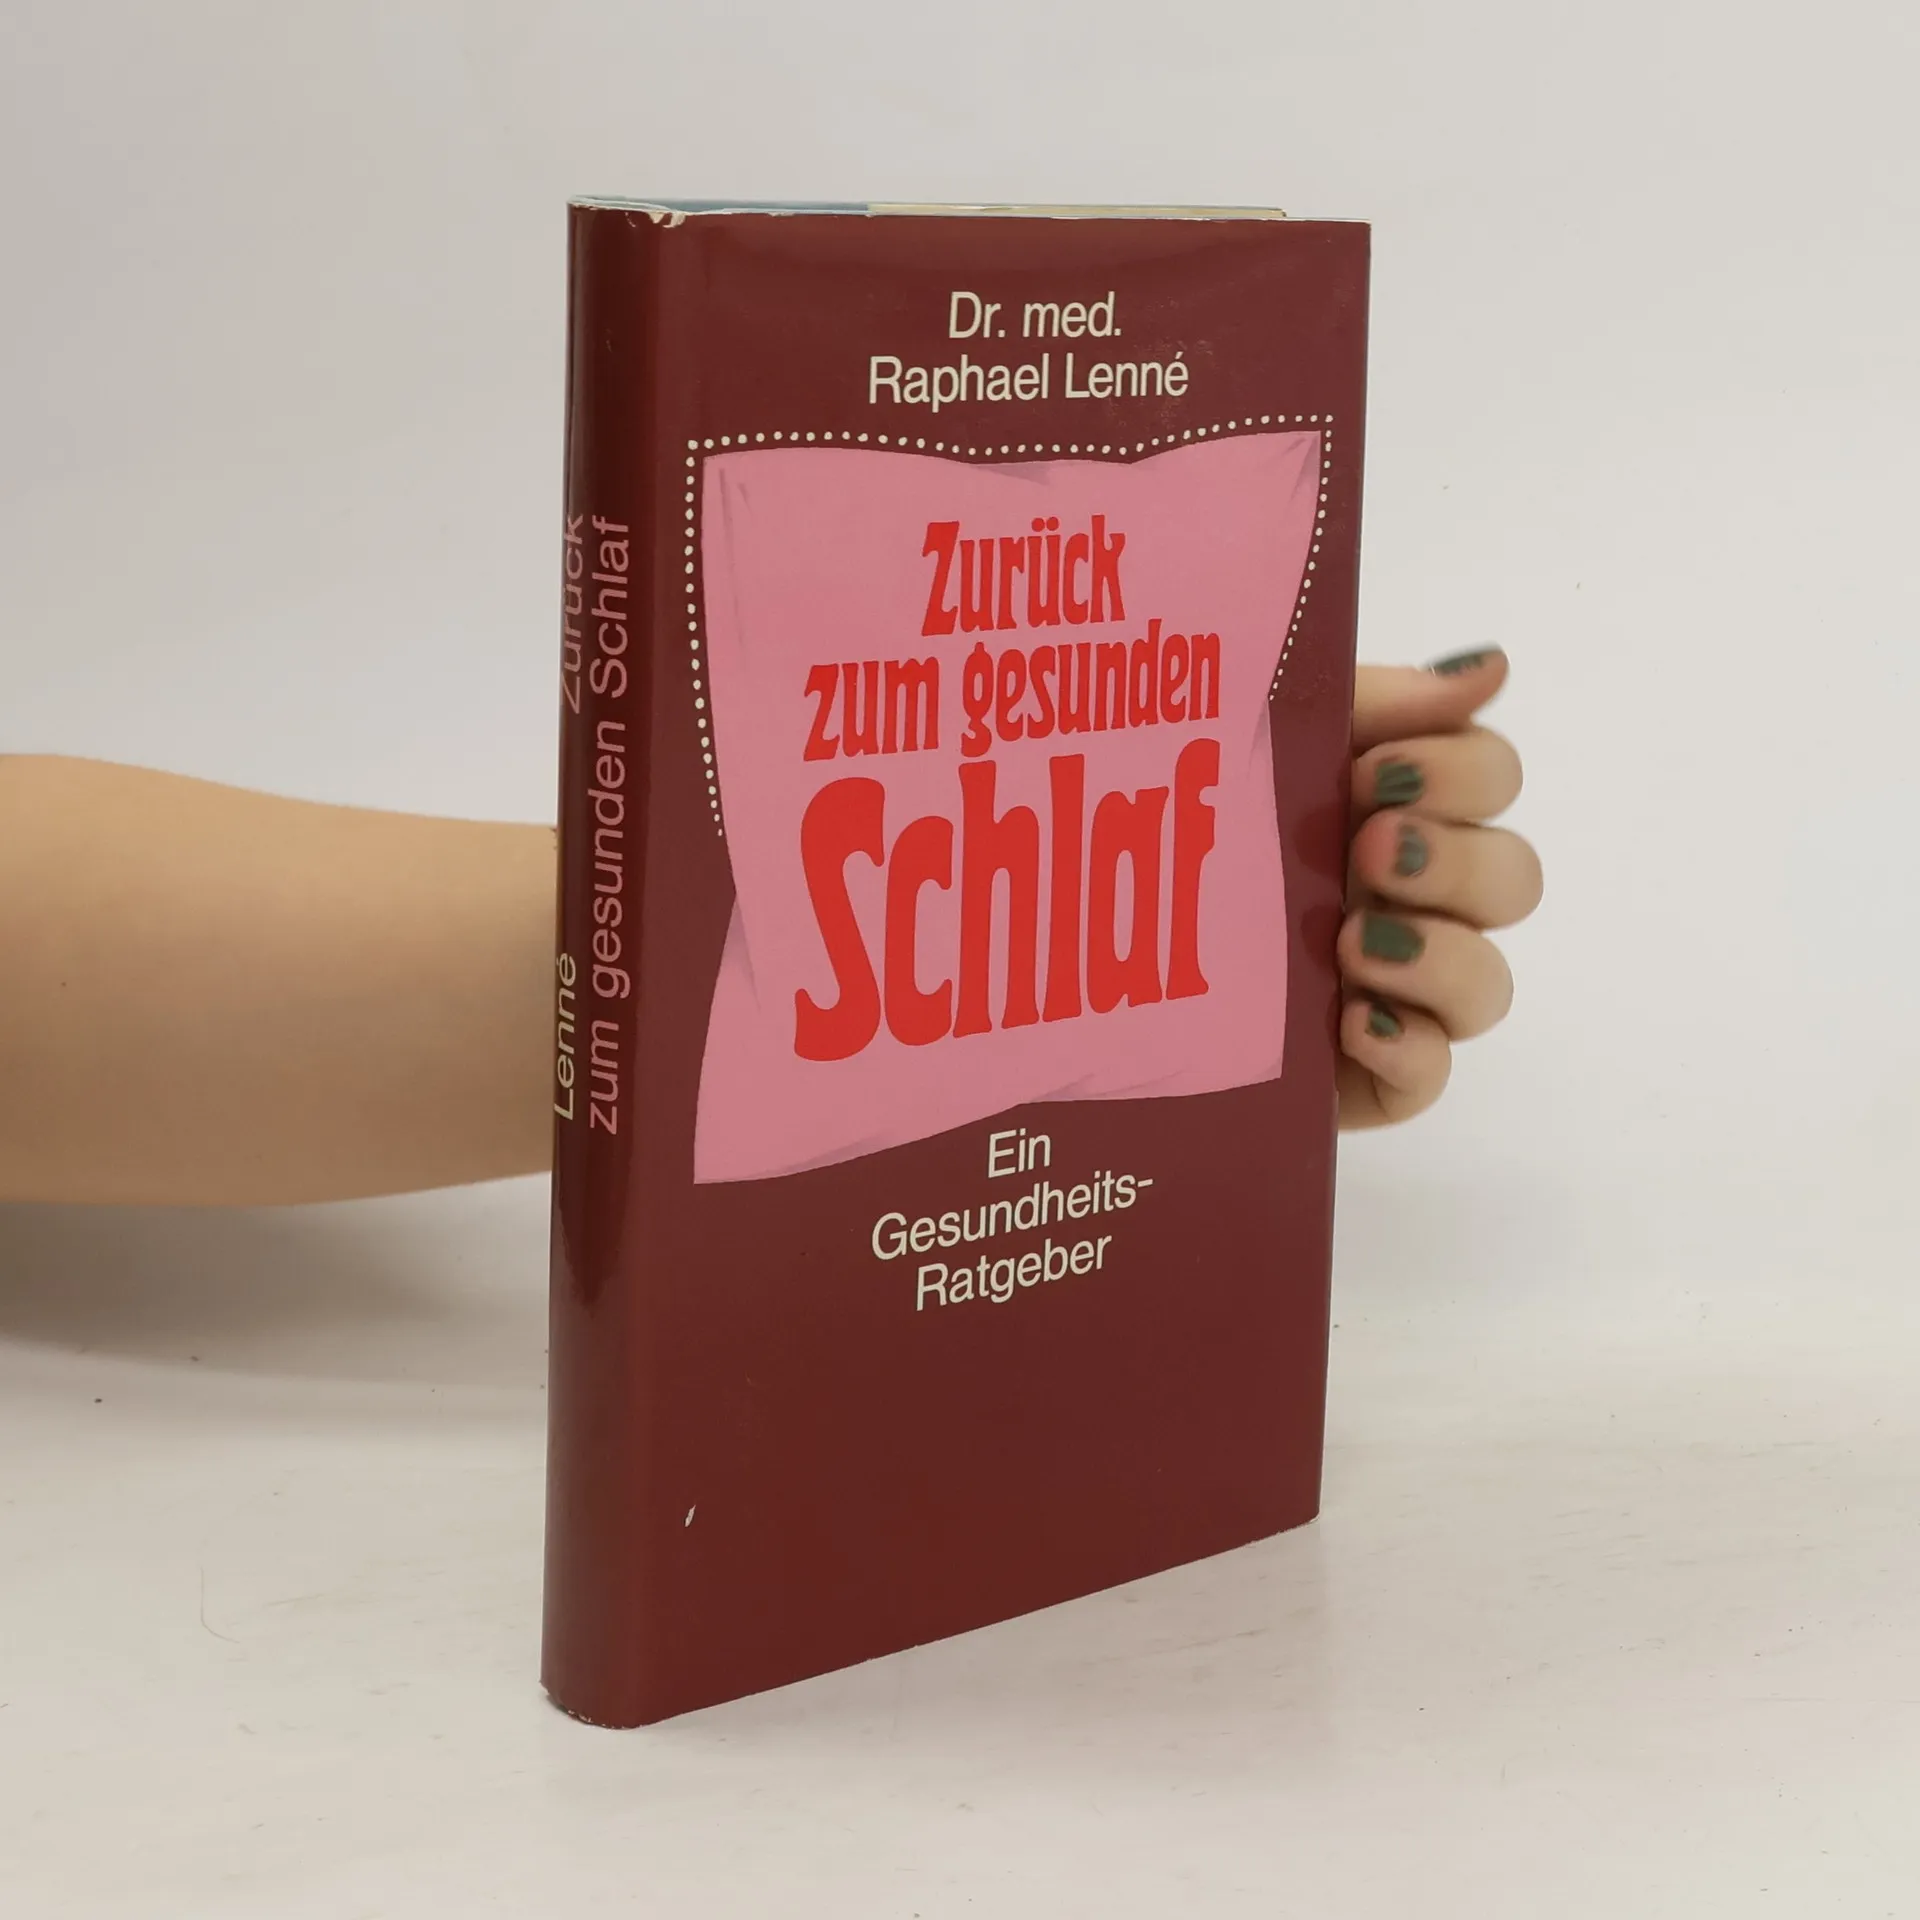 Dr. med.
Raphael Lenné
Zurück
zum gesunden
Schlaf
Ein
Gesundheits-
Ratgeber
Lenné
Zurück
zum gesunden Schlaf